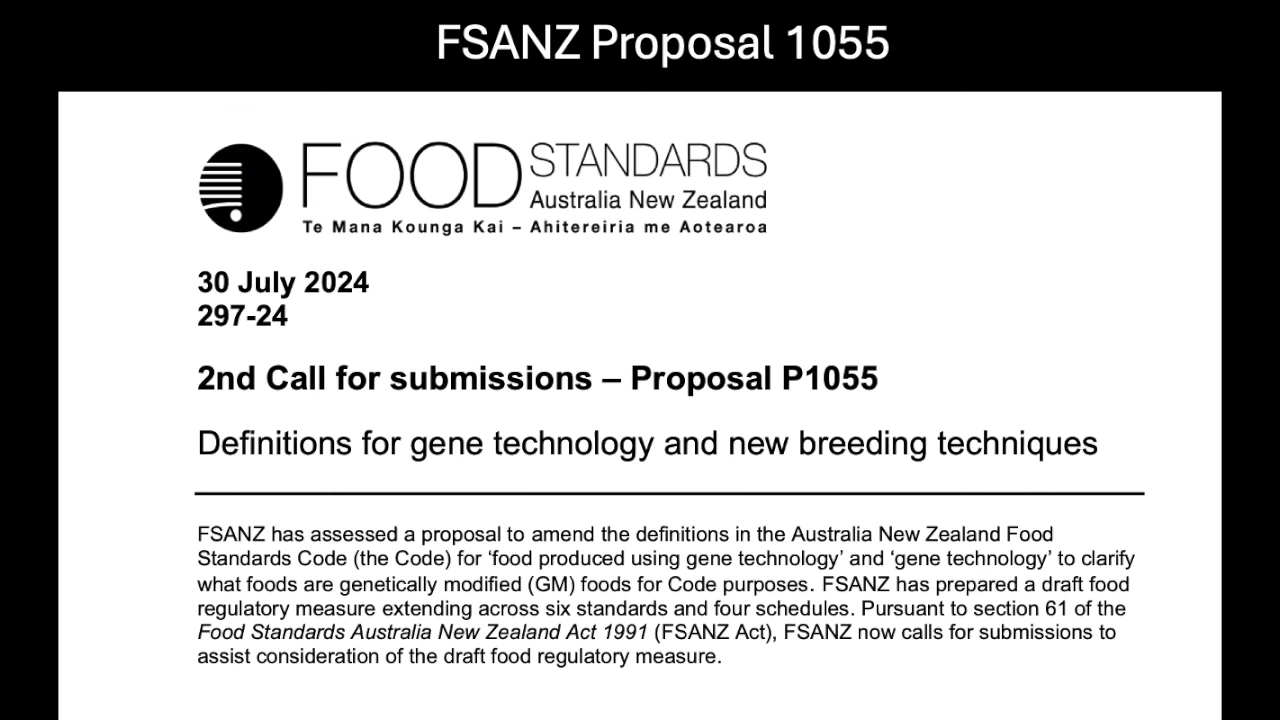 FSANZ Proposal 1055
FOOD STANDARDS
Australia New Zealand
Te Mana Kounga Kai – Ahitereiria me Aotearoa
30 July 2024
297-24
2nd Call for submissions – Proposal P1055
Definitions for gene technology and new breeding techniques
FSANZ has assessed a proposal to amend the definitions in the Australia New Zealand Food
Standards Code (the Code) for ‘food produced using gene technology’ and ‘gene technology’ to clarify
what foods are genetically modified (GM) foods for Code purposes. FSANZ has prepared a draft food
regulatory measure extending across six standards and four schedules. Pursuant to section 61 of the
Food Standards Australia New Zealand Act 1991 (FSANZ Act), FSANZ now calls for submissions to
assist consideration of the draft food regulatory measure.